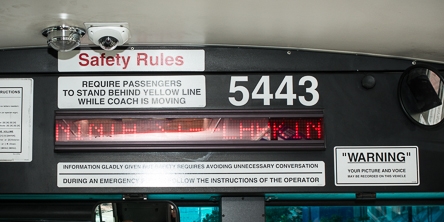 Safety Rules
REQUIRE PASSENGERS
TO STAND BEHIND YELLOW LINE
WHILE COACH IS MOVING
5443
INFORMATION GLADLY GIVEN SAFETY REQUIRES AVOIDING UNNECESSARY CONVERSATION
DURING AN EMERGENCY FOLLOW THE INSTRUCTIONS OF THE OPERATOR
"WARNING"
YOUR PICTURE AND VOICE
MAY BE RECORDED ON THIS VEHICLE